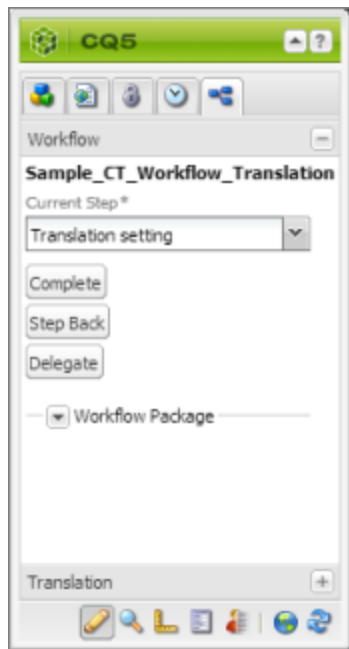 CQ5
?
Workflow
Sample_CT_Workflow_Translation
Current Step *
Translation setting
Complete
Step Back
Delegate
Workflow Package
Translation